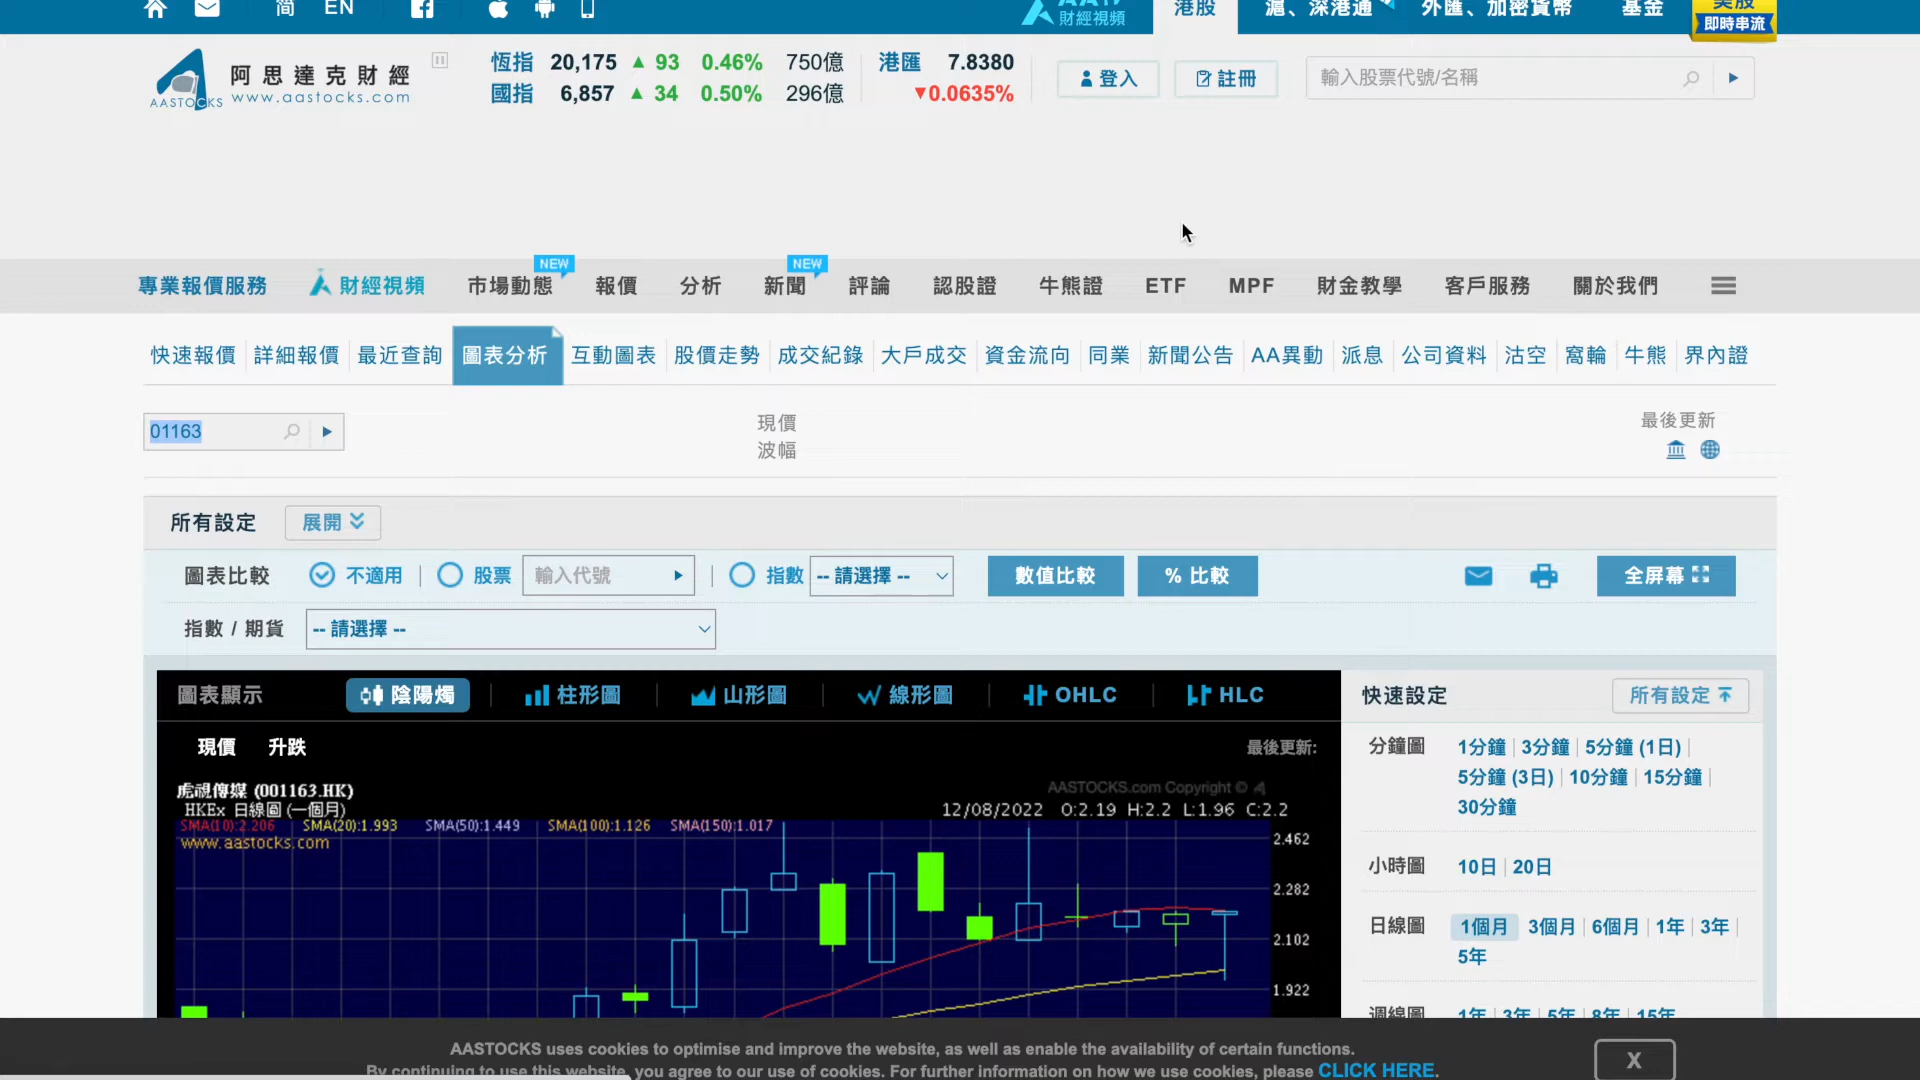 简 EN
財經視頻 港股 滬、深港通 外匯、加密貨幣 基金 美股
即時串流
阿思達克財經
www.aastocks.com
AASTOCKS
恆指 20,175 ▲ 93 0.46% 750億 港匯 7.8380
國指 6,857 ▲ 34 0.50% 296億 ▼0.0635%
登入 註冊 輸入股票代號/名稱
NEW NEW
專業報價服務 財經視頻 市場動態 報價 分析 新聞 評論 認股證 牛熊證 ETF MPF 財金教學 客戶服務 關於我們
快速報價 詳細報價 最近查詢 圖表分析 互動圖表 股價走勢 成交紀錄 大戶成交 資金流向 同業 新聞公告 AA異動 派息 公司資料 沽空 窩輪 牛熊 界內證
01163 現價 最後更新
波幅
所有設定 展開
圖表比較 不適用 | 股票 輸入代號 | 指數 -- 請選擇 -- 數值比較 % 比較 全屏幕
指數 / 期貨 -- 請選擇 --
圖表顯示 陰陽燭 柱形圖 山形圖 線形圖 OHLC HLC
快速設定 所有設定
現價 升跌 最後更新:
分鐘圖 1分鐘 | 3分鐘 | 5分鐘 (1日) |
5分鐘 (3日) | 10分鐘 | 15分鐘 |
30分鐘
虎視傳媒 (001163.HK) AASTOCKS.com Copyright ©
HKEx 日線圖 (一個月) 12/08/2022 O:2.19 H:2.2 L:1.96 C:2.2
SMA(10):2.206 SMA(20):1.993 SMA(50):1.449 SMA(100):1.126 SMA(150):1.017
www.aastocks.com
2.462
2.282
2.102
1.922
小時圖 10日 | 20日
日線圖 1個月 3個月 | 6個月 | 1年 | 3年 |
5年
週線圖 1年 | 3年 | 5年 | 8年 | 15年
AASTOCKS uses cookies to optimise and improve the website, as well as enable the availability of certain functions.
By continuing to use this website, you agree to our use of cookies. For further information on how we use cookies, please CLICK HERE.
X